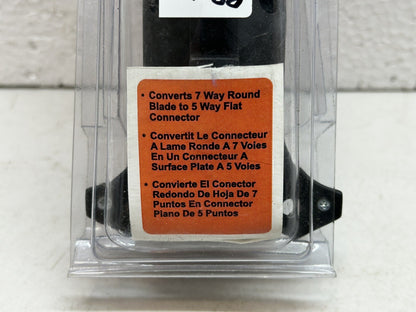 • Converts 7 Way Round
Blade to 5 Way Flat
Connector
• Convertit Le Connecteur
A Lame Ronde A 7 Voies
En Un Connecteur A
Surface Plate A 5 Voies
• Convierte El Conector
Redondo De Hoja De 7
Puntos En Conector
Plano De 5 Puntos